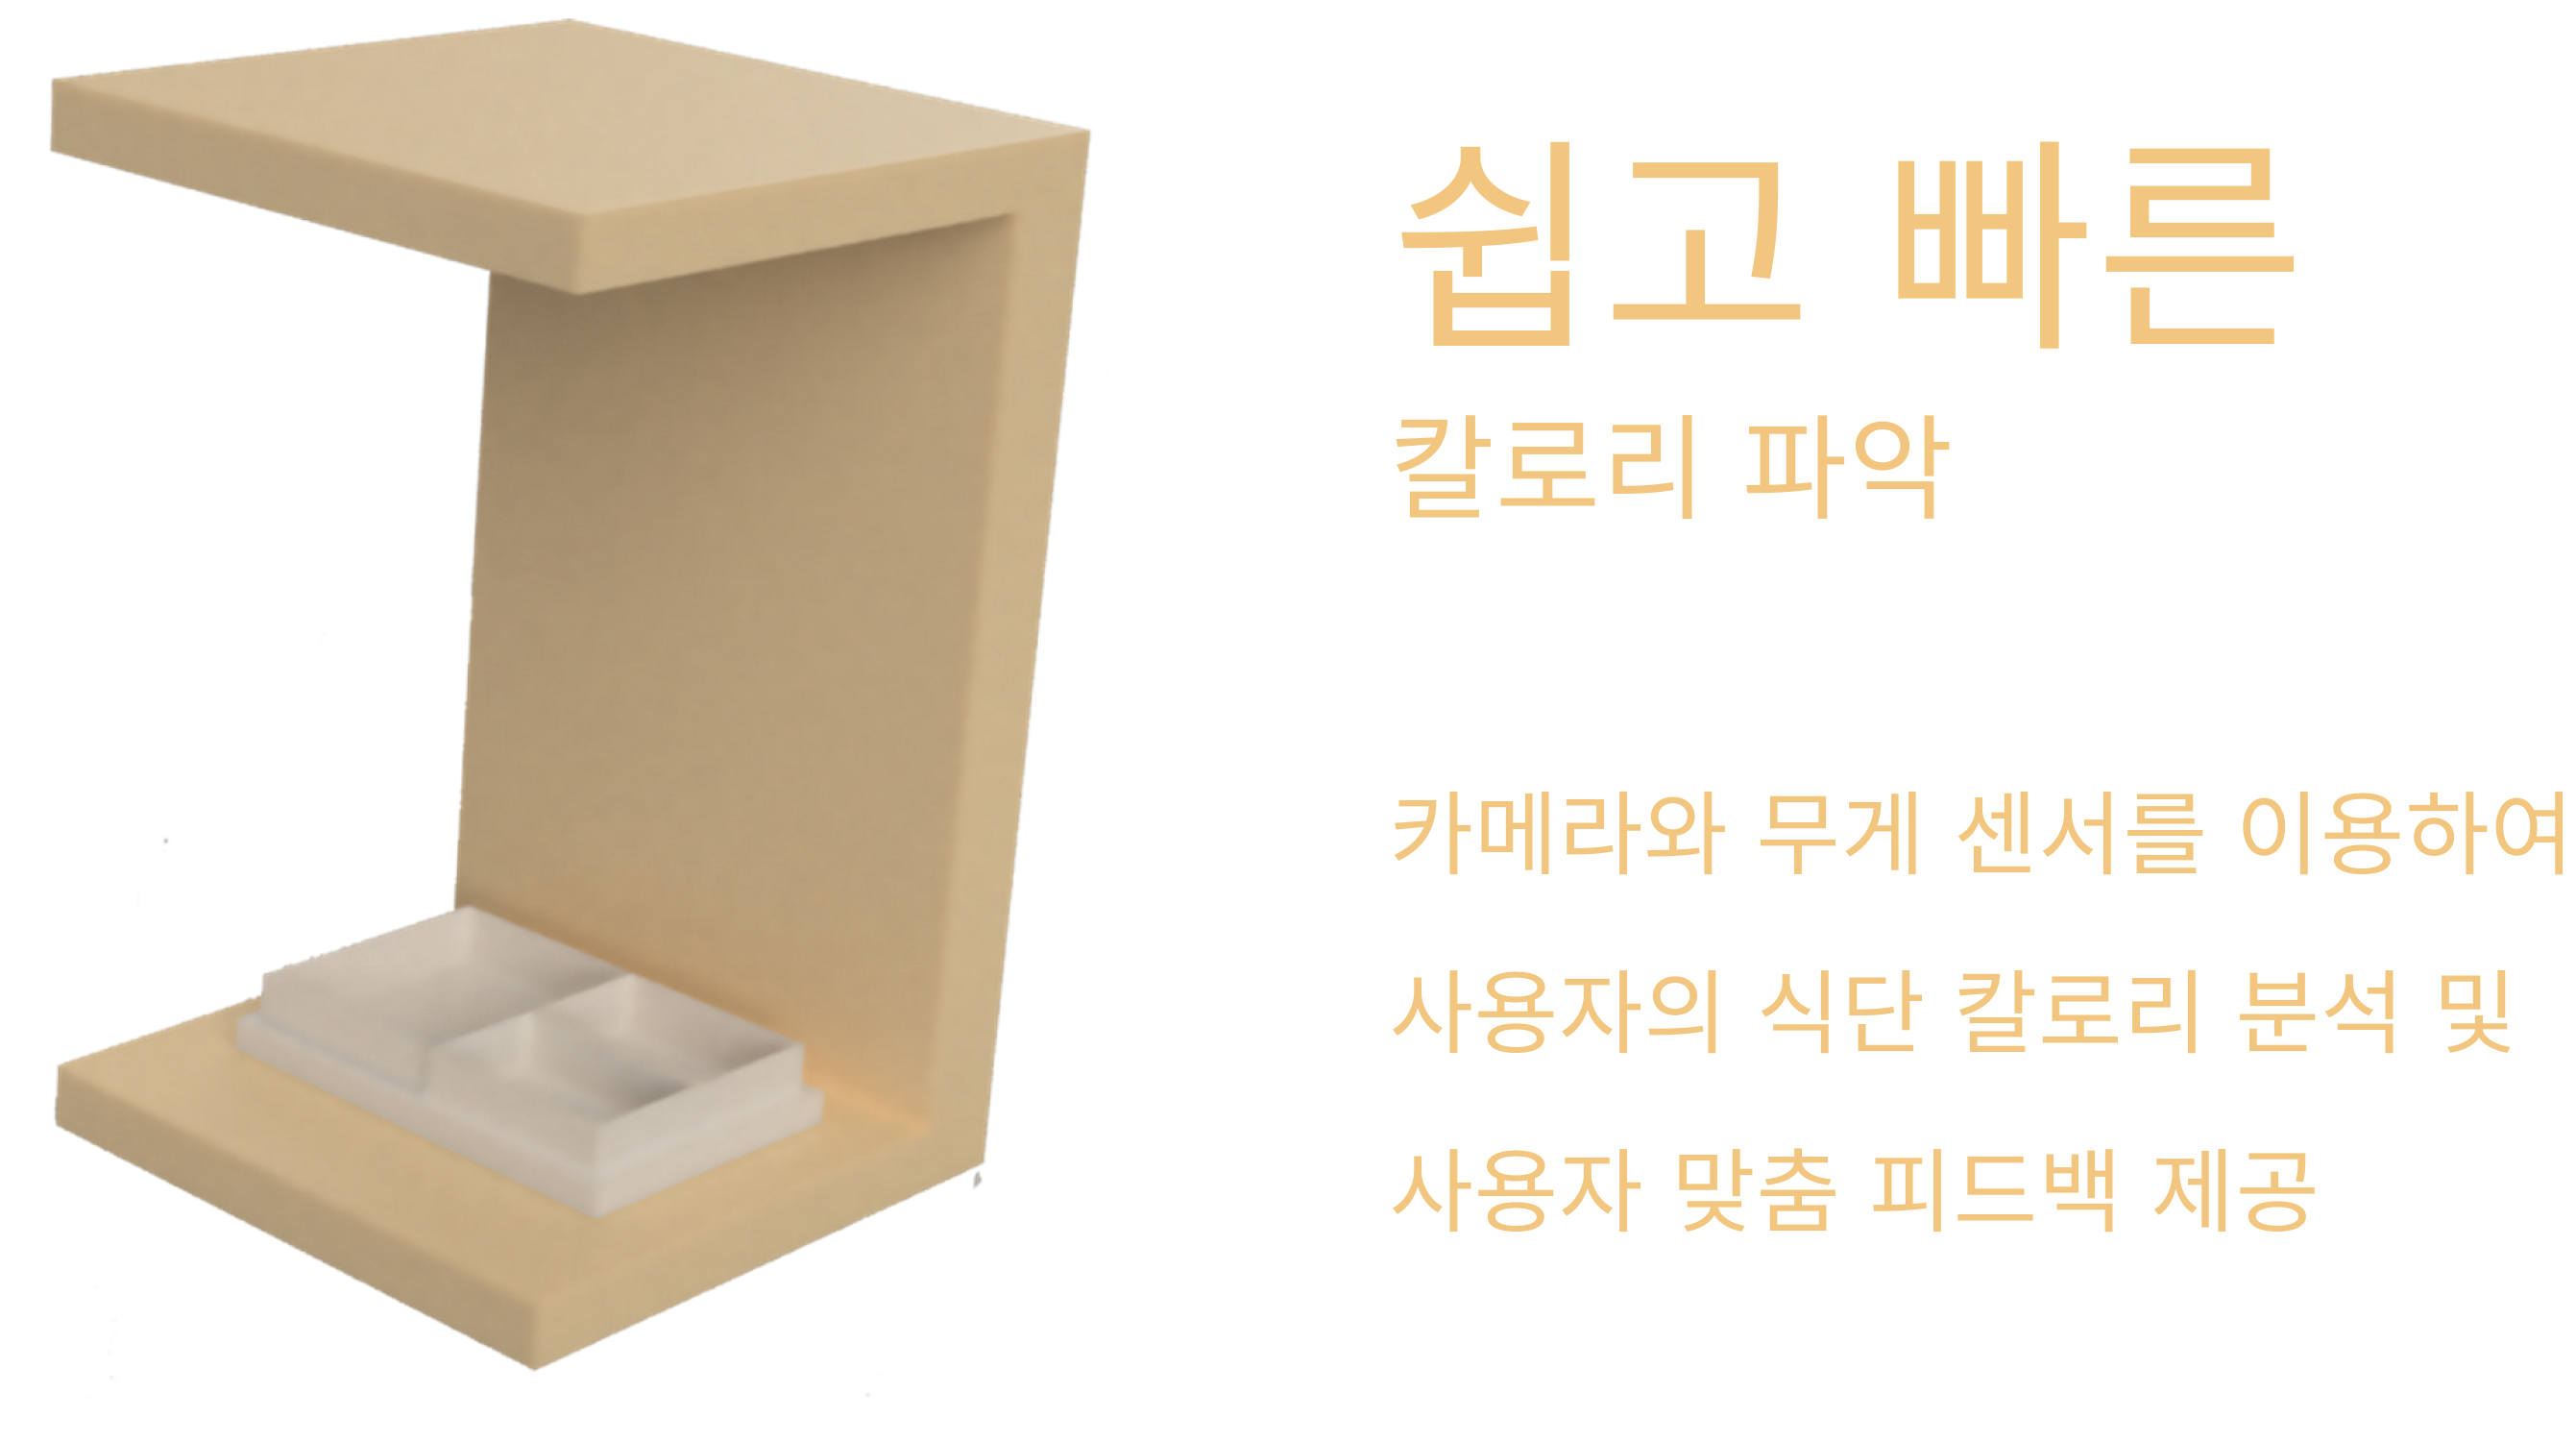 쉽고 빠른
칼로리 파악
카메라와 무게 센서를 이용하여
사용자의 식단 칼로리 분석 및
사용자 맞춤 피드백 제공